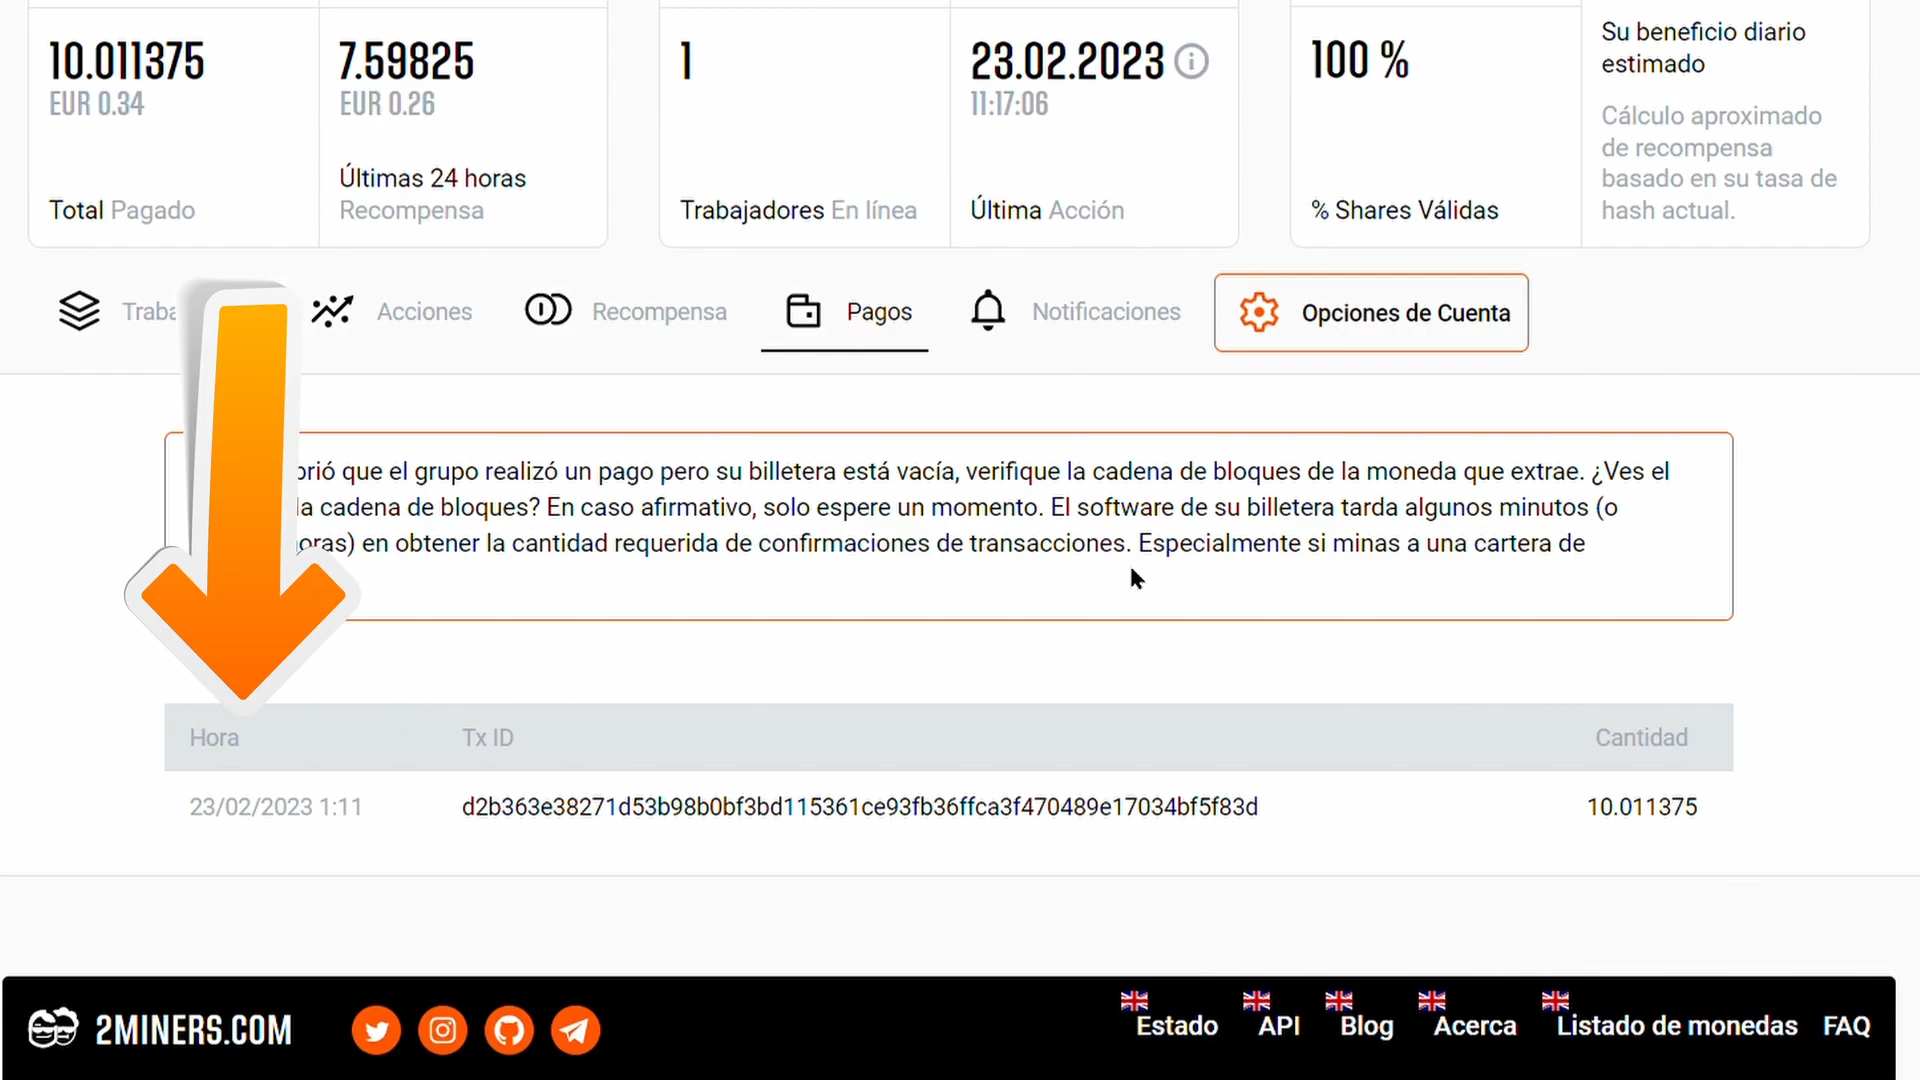 10.011375
EUR 0.34
Total Pagado
7.59825
EUR 0.26
Últimas 24 horas
Recompensa
1
Trabajadores En línea
23.02.2023
11:17:06
Última Acción
100 %
% Shares Válidas
Su beneficio diario
estimado
Cálculo aproximado
de recompensa
basado en su tasa de
hash actual.
Acciones
Recompensa
Pagos
Notificaciones
Opciones de Cuenta
que el grupo realizó un pago pero su billetera está vacía, verifique la cadena de bloques de la moneda que extrae. ¿Ves el
la cadena de bloques? En caso afirmativo, solo espere un momento. El software de su billetera tarda algunos minutos (o
en obtener la cantidad requerida de confirmaciones de transacciones. Especialmente si minas a una cartera de
Hora Tx ID Cantidad
23/02/2023 1:11 d2b363e38271d53b98b0bf3bd115361ce93fb36ffca3f470489e17034bf5f83d 10.011375
2MINERS.COM
Estado API Blog Acerca Listado de monedas FAQ